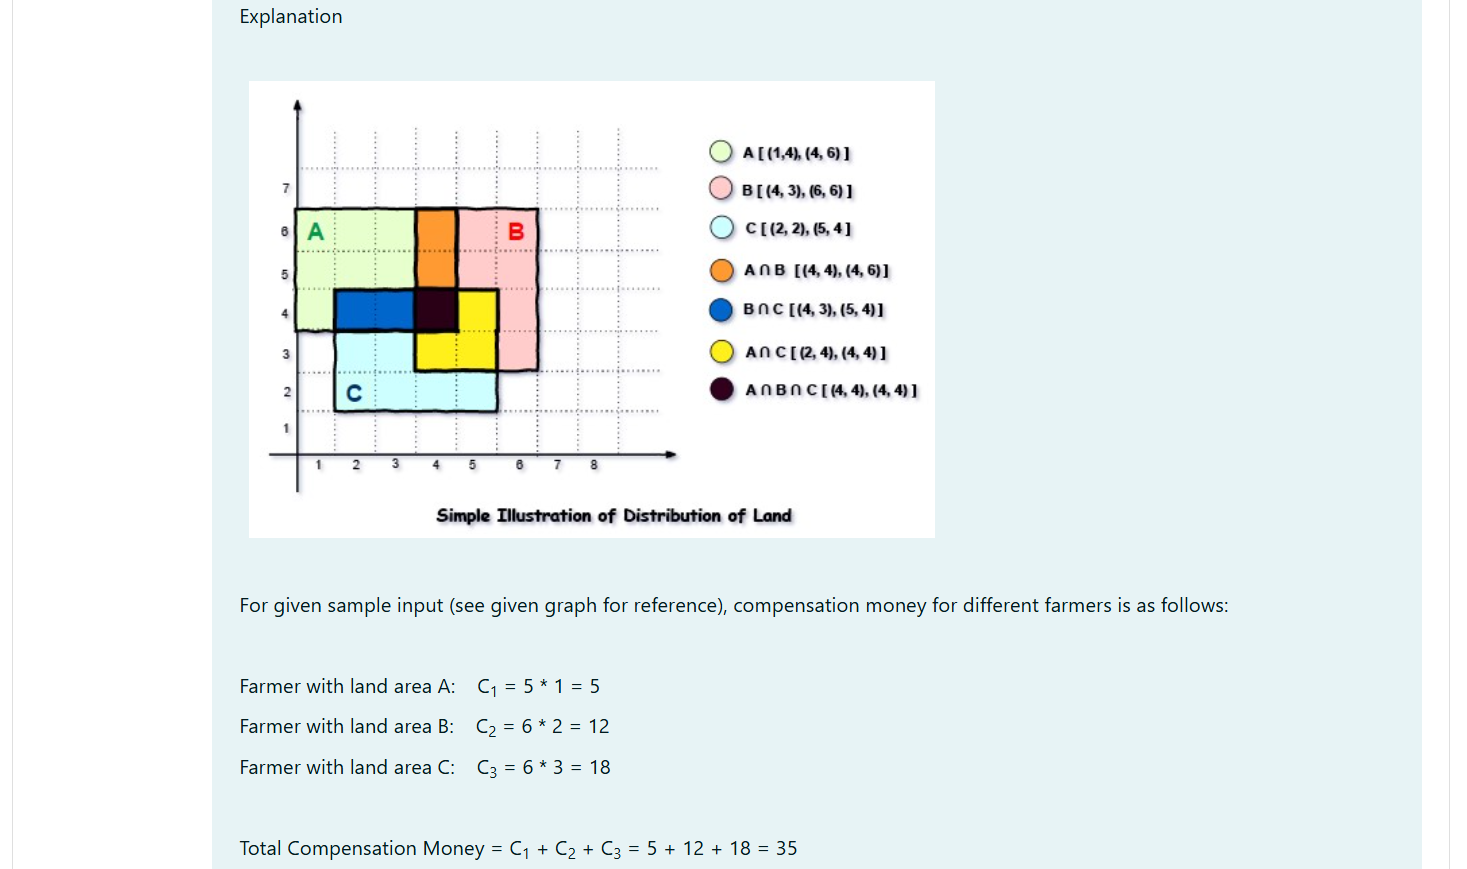 Explanation
7
6
5
4
3
2
1
A
B
C
1 2 3 4 5 6 7 8
A [ (1,4), (4, 6) ]
B [ (4, 3), (6, 6) ]
C [ (2, 2), (5, 4 ]
A ∩ B [(4, 4), (4, 6)]
B ∩ C [(4, 3), (5, 4)]
A ∩ C [ (2, 4), (4, 4) ]
A ∩ B ∩ C [ (4, 4), (4, 4) ]
Simple Illustration of Distribution of Land
For given sample input (see given graph for reference), compensation money for different farmers is as follows:
Farmer with land area A: C₁ = 5 * 1 = 5
Farmer with land area B: C₂ = 6 * 2 = 12
Farmer with land area C: C₃ = 6 * 3 = 18
Total Compensation Money = C₁ + C₂ + C₃ = 5 + 12 + 18 = 35